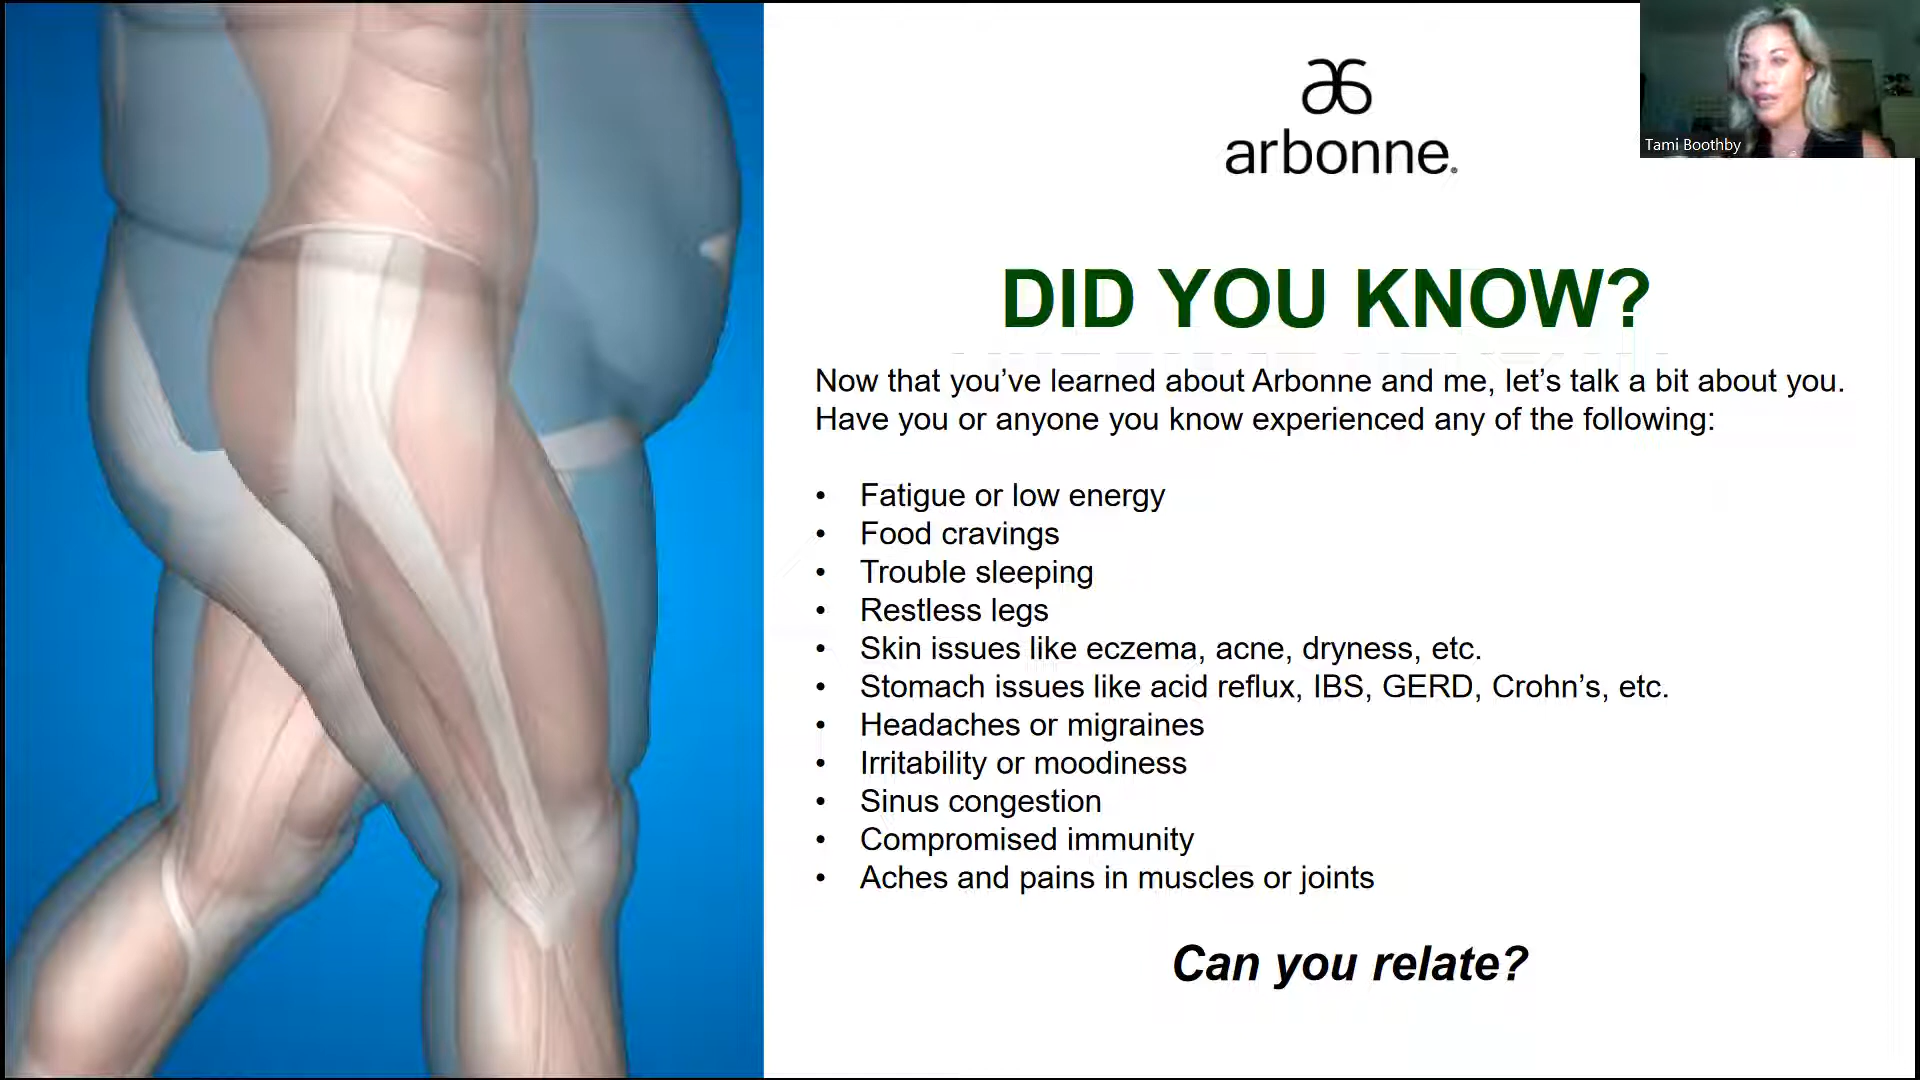 arbonne®
Tami Boothby
DID YOU KNOW?
Now that you’ve learned about Arbonne and me, let’s talk a bit about you.
Have you or anyone you know experienced any of the following:
• Fatigue or low energy
• Food cravings
• Trouble sleeping
• Restless legs
• Skin issues like eczema, acne, dryness, etc.
• Stomach issues like acid reflux, IBS, GERD, Crohn’s, etc.
• Headaches or migraines
• Irritability or moodiness
• Sinus congestion
• Compromised immunity
• Aches and pains in muscles or joints
Can you relate?